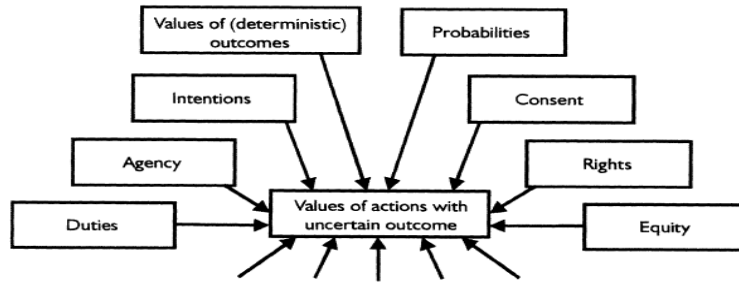 Values of (deterministic)
outcomes
Probabilities
Intentions
Consent
Agency
Rights
Values of actions with
uncertain outcome
Duties
Equity